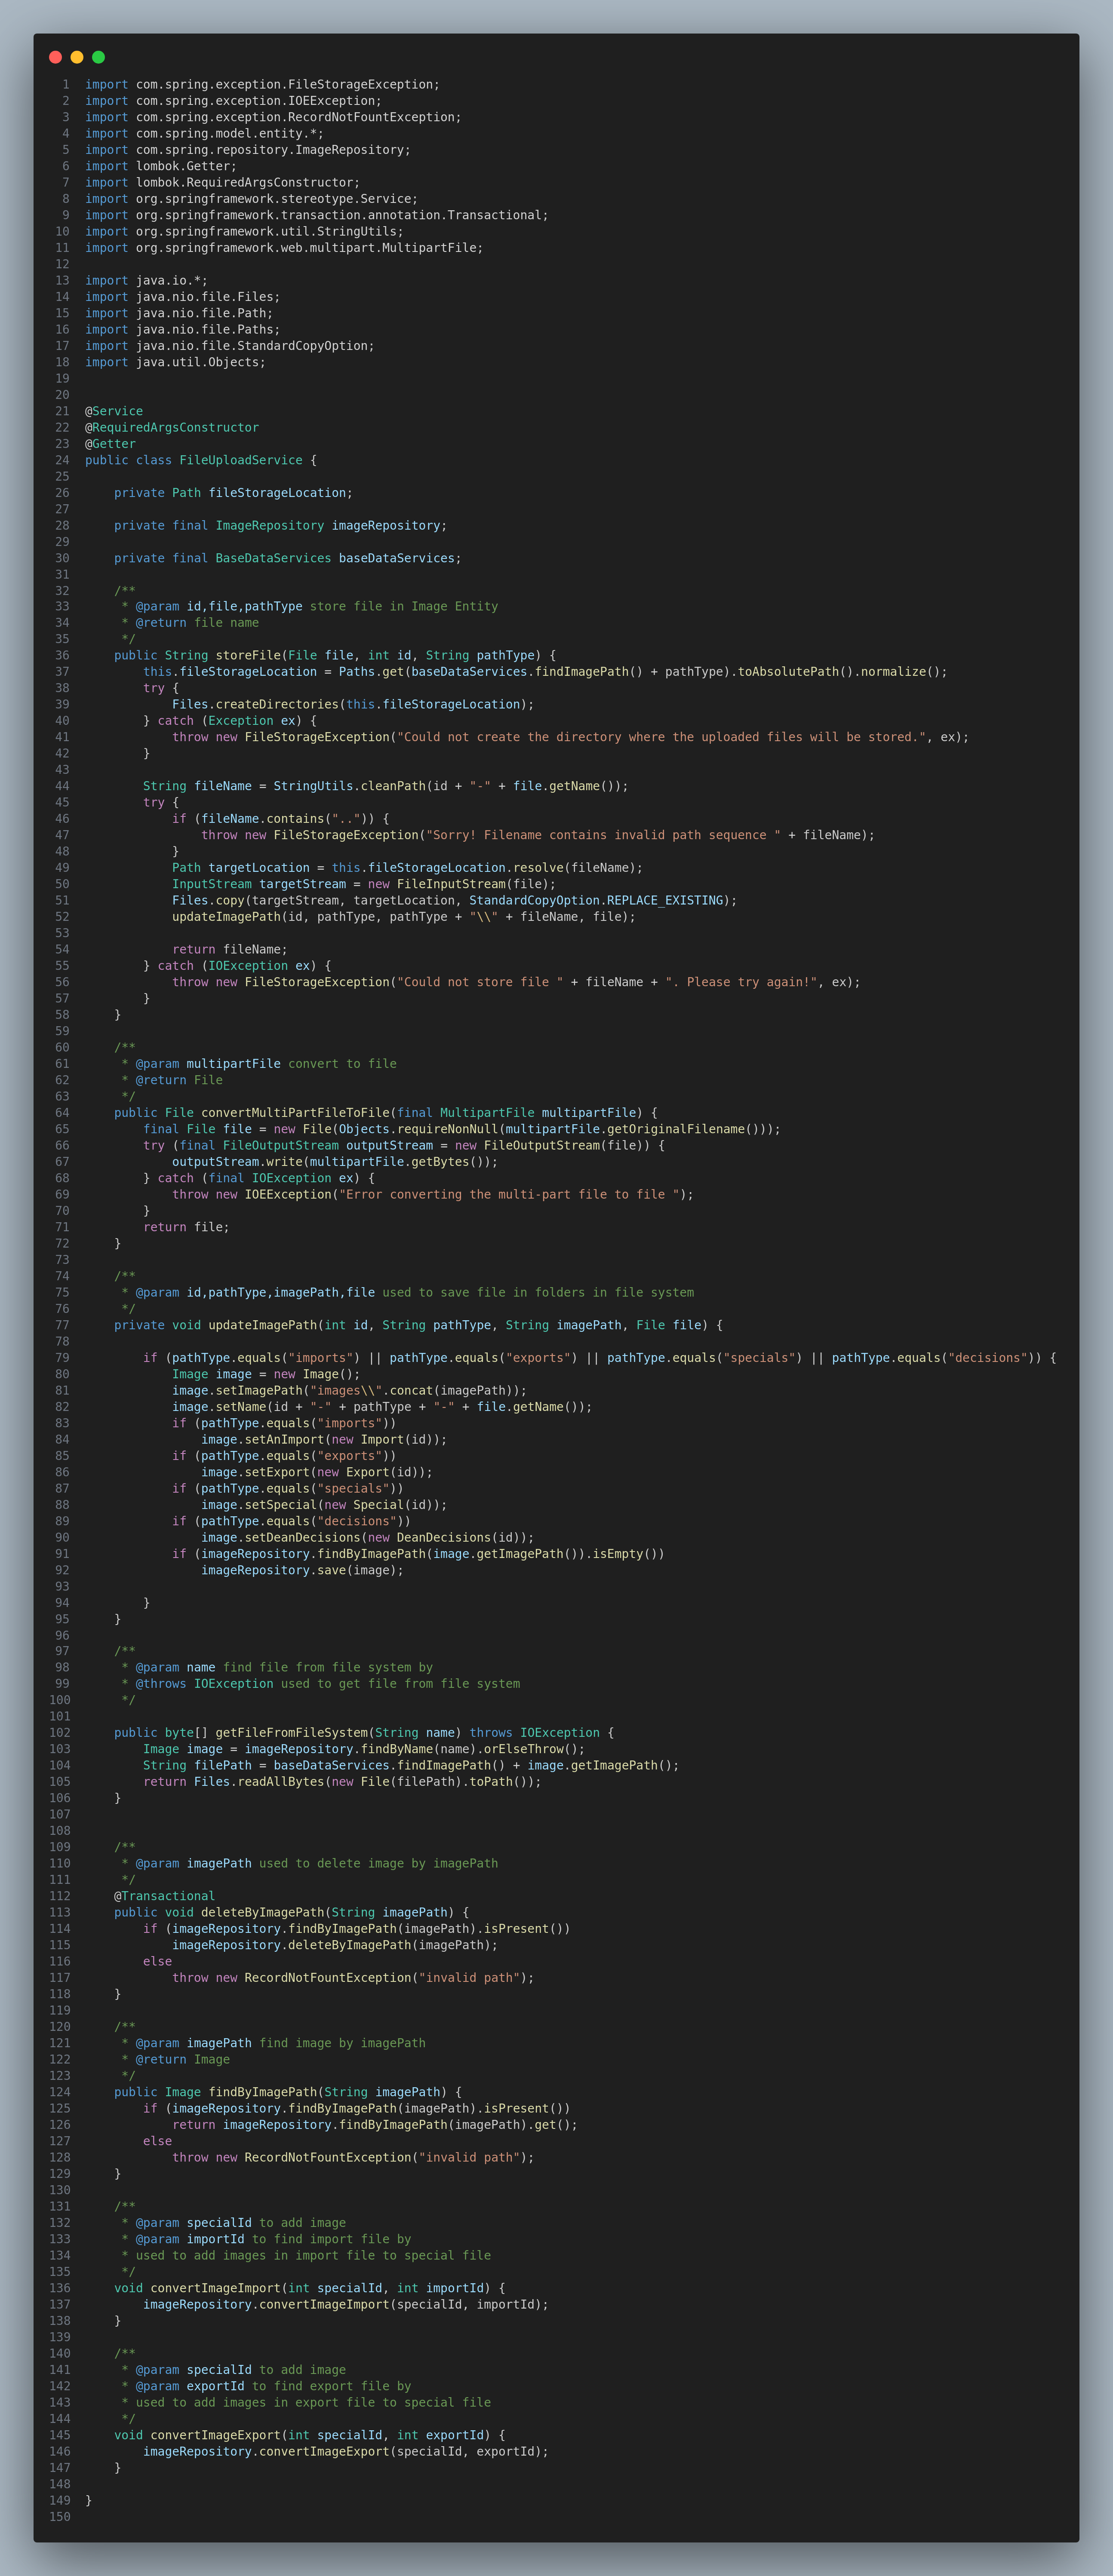 1 import com.spring.exception.FileStorageException;
2 import com.spring.exception.IOEException;
3 import com.spring.exception.RecordNotFountException;
4 import com.spring.model.entity.*;
5 import com.spring.repository.ImageRepository;
6 import lombok.Getter;
7 import lombok.RequiredArgsConstructor;
8 import org.springframework.stereotype.Service;
9 import org.springframework.transaction.annotation.Transactional;
10 import org.springframework.util.StringUtils;
11 import org.springframework.web.multipart.MultipartFile;
12
13 import java.io.*;
14 import java.nio.file.Files;
15 import java.nio.file.Path;
16 import java.nio.file.Paths;
17 import java.nio.file.StandardCopyOption;
18 import java.util.Objects;
19
20
21 @Service
22 @RequiredArgsConstructor
23 @Getter
24 public class FileUploadService {
25
26     private Path fileStorageLocation;
27
28     private final ImageRepository imageRepository;
29
30     private final BaseDataServices baseDataServices;
31
32     /**
33      * @param id,file,pathType store file in Image Entity
34      * @return file name
35      */
36     public String storeFile(File file, int id, String pathType) {
37         this.fileStorageLocation = Paths.get(baseDataServices.findImagePath() + pathType).toAbsolutePath().normalize();
38         try {
39             Files.createDirectories(this.fileStorageLocation);
40         } catch (Exception ex) {
41             throw new FileStorageException("Could not create the directory where the uploaded files will be stored.", ex);
42         }
43
44         String fileName = StringUtils.cleanPath(id + "-" + file.getName());
45         try {
46             if (fileName.contains("..")) {
47                 throw new FileStorageException("Sorry! Filename contains invalid path sequence " + fileName);
48             }
49             Path targetLocation = this.fileStorageLocation.resolve(fileName);
50             InputStream targetStream = new FileInputStream(file);
51             Files.copy(targetStream, targetLocation, StandardCopyOption.REPLACE_EXISTING);
52             updateImagePath(id, pathType, pathType + "\\" + fileName, file);
53
54             return fileName;
55         } catch (IOException ex) {
56             throw new FileStorageException("Could not store file " + fileName + ". Please try again!", ex);
57         }
58     }
59
60     /**
61      * @param multipartFile convert to file
62      * @return File
63      */
64     public File convertMultiPartFileToFile(final MultipartFile multipartFile) {
65         final File file = new File(Objects.requireNonNull(multipartFile.getOriginalFilename()));
66         try (final FileOutputStream outputStream = new FileOutputStream(file)) {
67             outputStream.write(multipartFile.getBytes());
68         } catch (final IOException ex) {
69             throw new IOEException("Error converting the multi-part file to file ");
70         }
71         return file;
72     }
73
74     /**
75      * @param id,pathType,imagePath,file used to save file in folders in file system
76      */
77     private void updateImagePath(int id, String pathType, String imagePath, File file) {
78
79         if (pathType.equals("imports") || pathType.equals("exports") || pathType.equals("specials") || pathType.equals("decisions")) {
80             Image image = new Image();
81             image.setImagePath("images\\".concat(imagePath));
82             image.setName(id + "-" + pathType + "-" + file.getName());
83             if (pathType.equals("imports"))
84                 image.setAnImport(new Import(id));
85             if (pathType.equals("exports"))
86                 image.setExport(new Export(id));
87             if (pathType.equals("specials"))
88                 image.setSpecial(new Special(id));
89             if (pathType.equals("decisions"))
90                 image.setDeanDecisions(new DeanDecisions(id));
91             if (imageRepository.findByImagePath(image.getImagePath()).isEmpty())
92                 imageRepository.save(image);
93
94         }
95     }
96
97     /**
98      * @param name find file from file system by
99      * @throws IOException used to get file from file system
100      */
101
102     public byte[] getFileFromFileSystem(String name) throws IOException {
103         Image image = imageRepository.findByName(name).orElseThrow();
104         String filePath = baseDataServices.findImagePath() + image.getImagePath();
105         return Files.readAllBytes(new File(filePath).toPath());
106     }
107
108
109     /**
110      * @param imagePath used to delete image by imagePath
111      */
112     @Transactional
113     public void deleteByImagePath(String imagePath) {
114         if (imageRepository.findByImagePath(imagePath).isPresent())
115             imageRepository.deleteByImagePath(imagePath);
116         else
117             throw new RecordNotFountException("invalid path");
118     }
119
120     /**
121      * @param imagePath find image by imagePath
122      * @return Image
123      */
124     public Image findByImagePath(String imagePath) {
125         if (imageRepository.findByImagePath(imagePath).isPresent())
126             return imageRepository.findByImagePath(imagePath).get();
127         else
128             throw new RecordNotFountException("invalid path");
129     }
130
131     /**
132      * @param specialId to add image
133      * @param importId to find import file by
134      * used to add images in import file to special file
135      */
136     void convertImageImport(int specialId, int importId) {
137         imageRepository.convertImageImport(specialId, importId);
138     }
139
140     /**
141      * @param specialId to add image
142      * @param exportId to find export file by
143      * used to add images in export file to special file
144      */
145     void convertImageExport(int specialId, int exportId) {
146         imageRepository.convertImageExport(specialId, exportId);
147     }
148
149 }
150